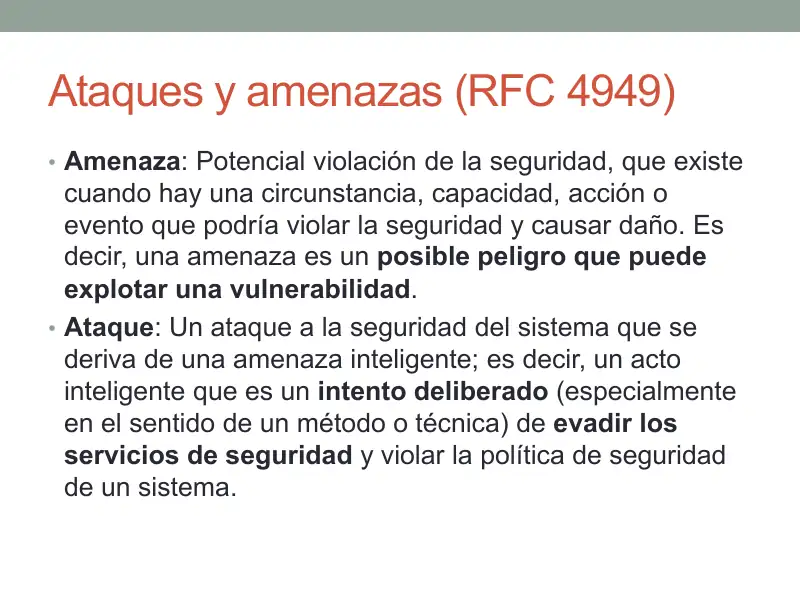 Ataques y amenazas (RFC 4949)
• Amenaza: Potencial violación de la seguridad, que existe
cuando hay una circunstancia, capacidad, acción o
evento que podría violar la seguridad y causar daño. Es
decir, una amenaza es un posible peligro que puede
explotar una vulnerabilidad.
• Ataque: Un ataque a la seguridad del sistema que se
deriva de una amenaza inteligente; es decir, un acto
inteligente que es un intento deliberado (especialmente
en el sentido de un método o técnica) de evadir los
servicios de seguridad y violar la política de seguridad
de un sistema.